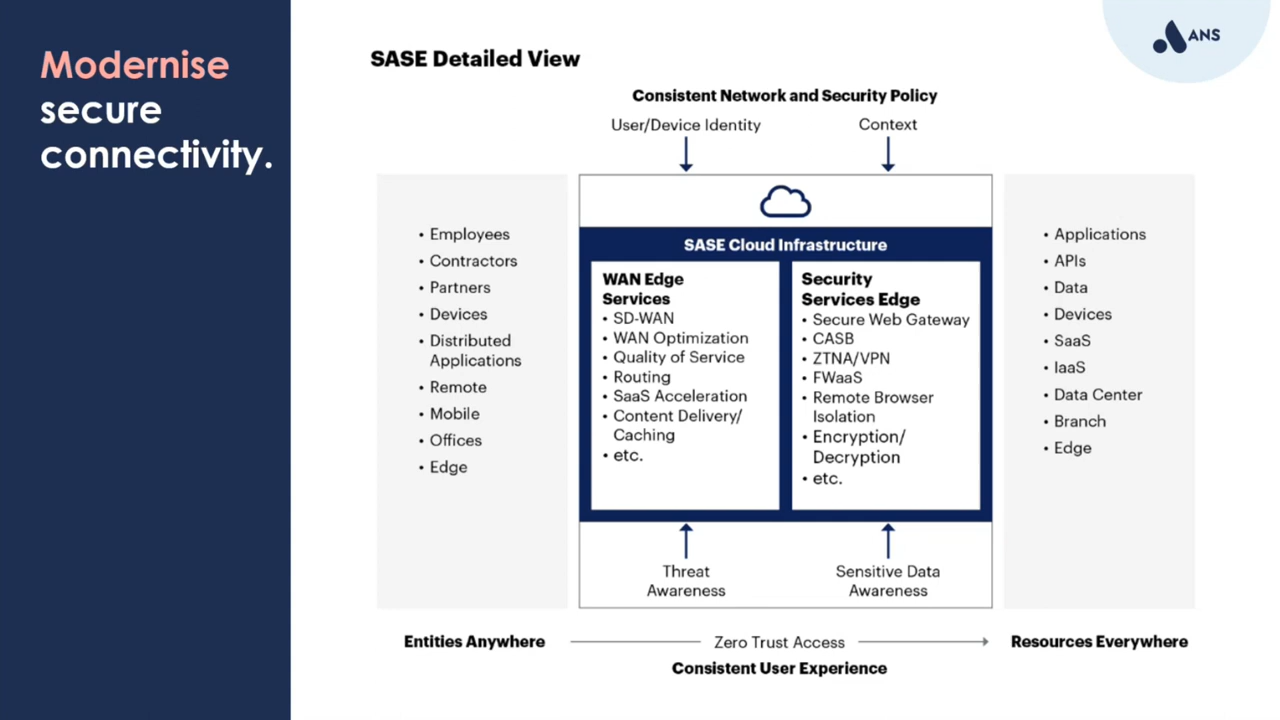 Modernise
secure
connectivity.
ANS
SASE Detailed View
Consistent Network and Security Policy
User/Device Identity
Context
• Employees
• Contractors
• Partners
• Devices
• Distributed
Applications
• Remote
• Mobile
• Offices
• Edge
SASE Cloud Infrastructure
WAN Edge
Services
• SD-WAN
• WAN Optimization
• Quality of Service
• Routing
• SaaS Acceleration
• Content Delivery/
Caching
• etc.
Security
Services Edge
• Secure Web Gateway
• CASB
• ZTNA/VPN
• FWaaS
• Remote Browser
Isolation
• Encryption/
Decryption
• etc.
• Applications
• APIs
• Data
• Devices
• SaaS
• IaaS
• Data Center
• Branch
• Edge
Threat
Awareness
Sensitive Data
Awareness
Entities Anywhere
Zero Trust Access
Resources Everywhere
Consistent User Experience